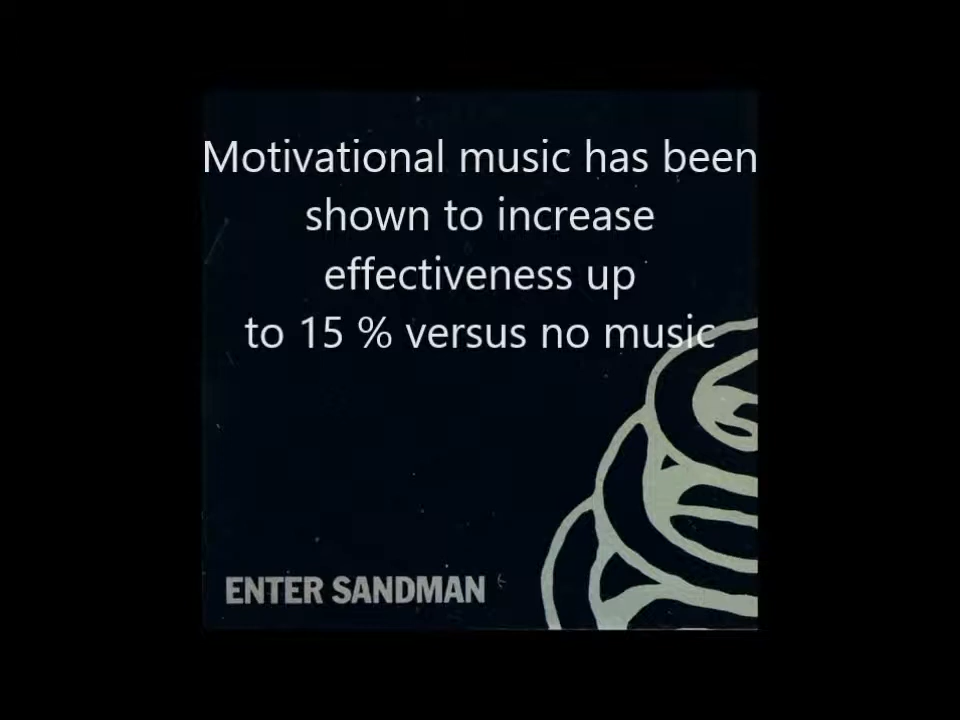 Motivational music has been
shown to increase
effectiveness up
to 15 % versus no music
ENTER SANDMAN